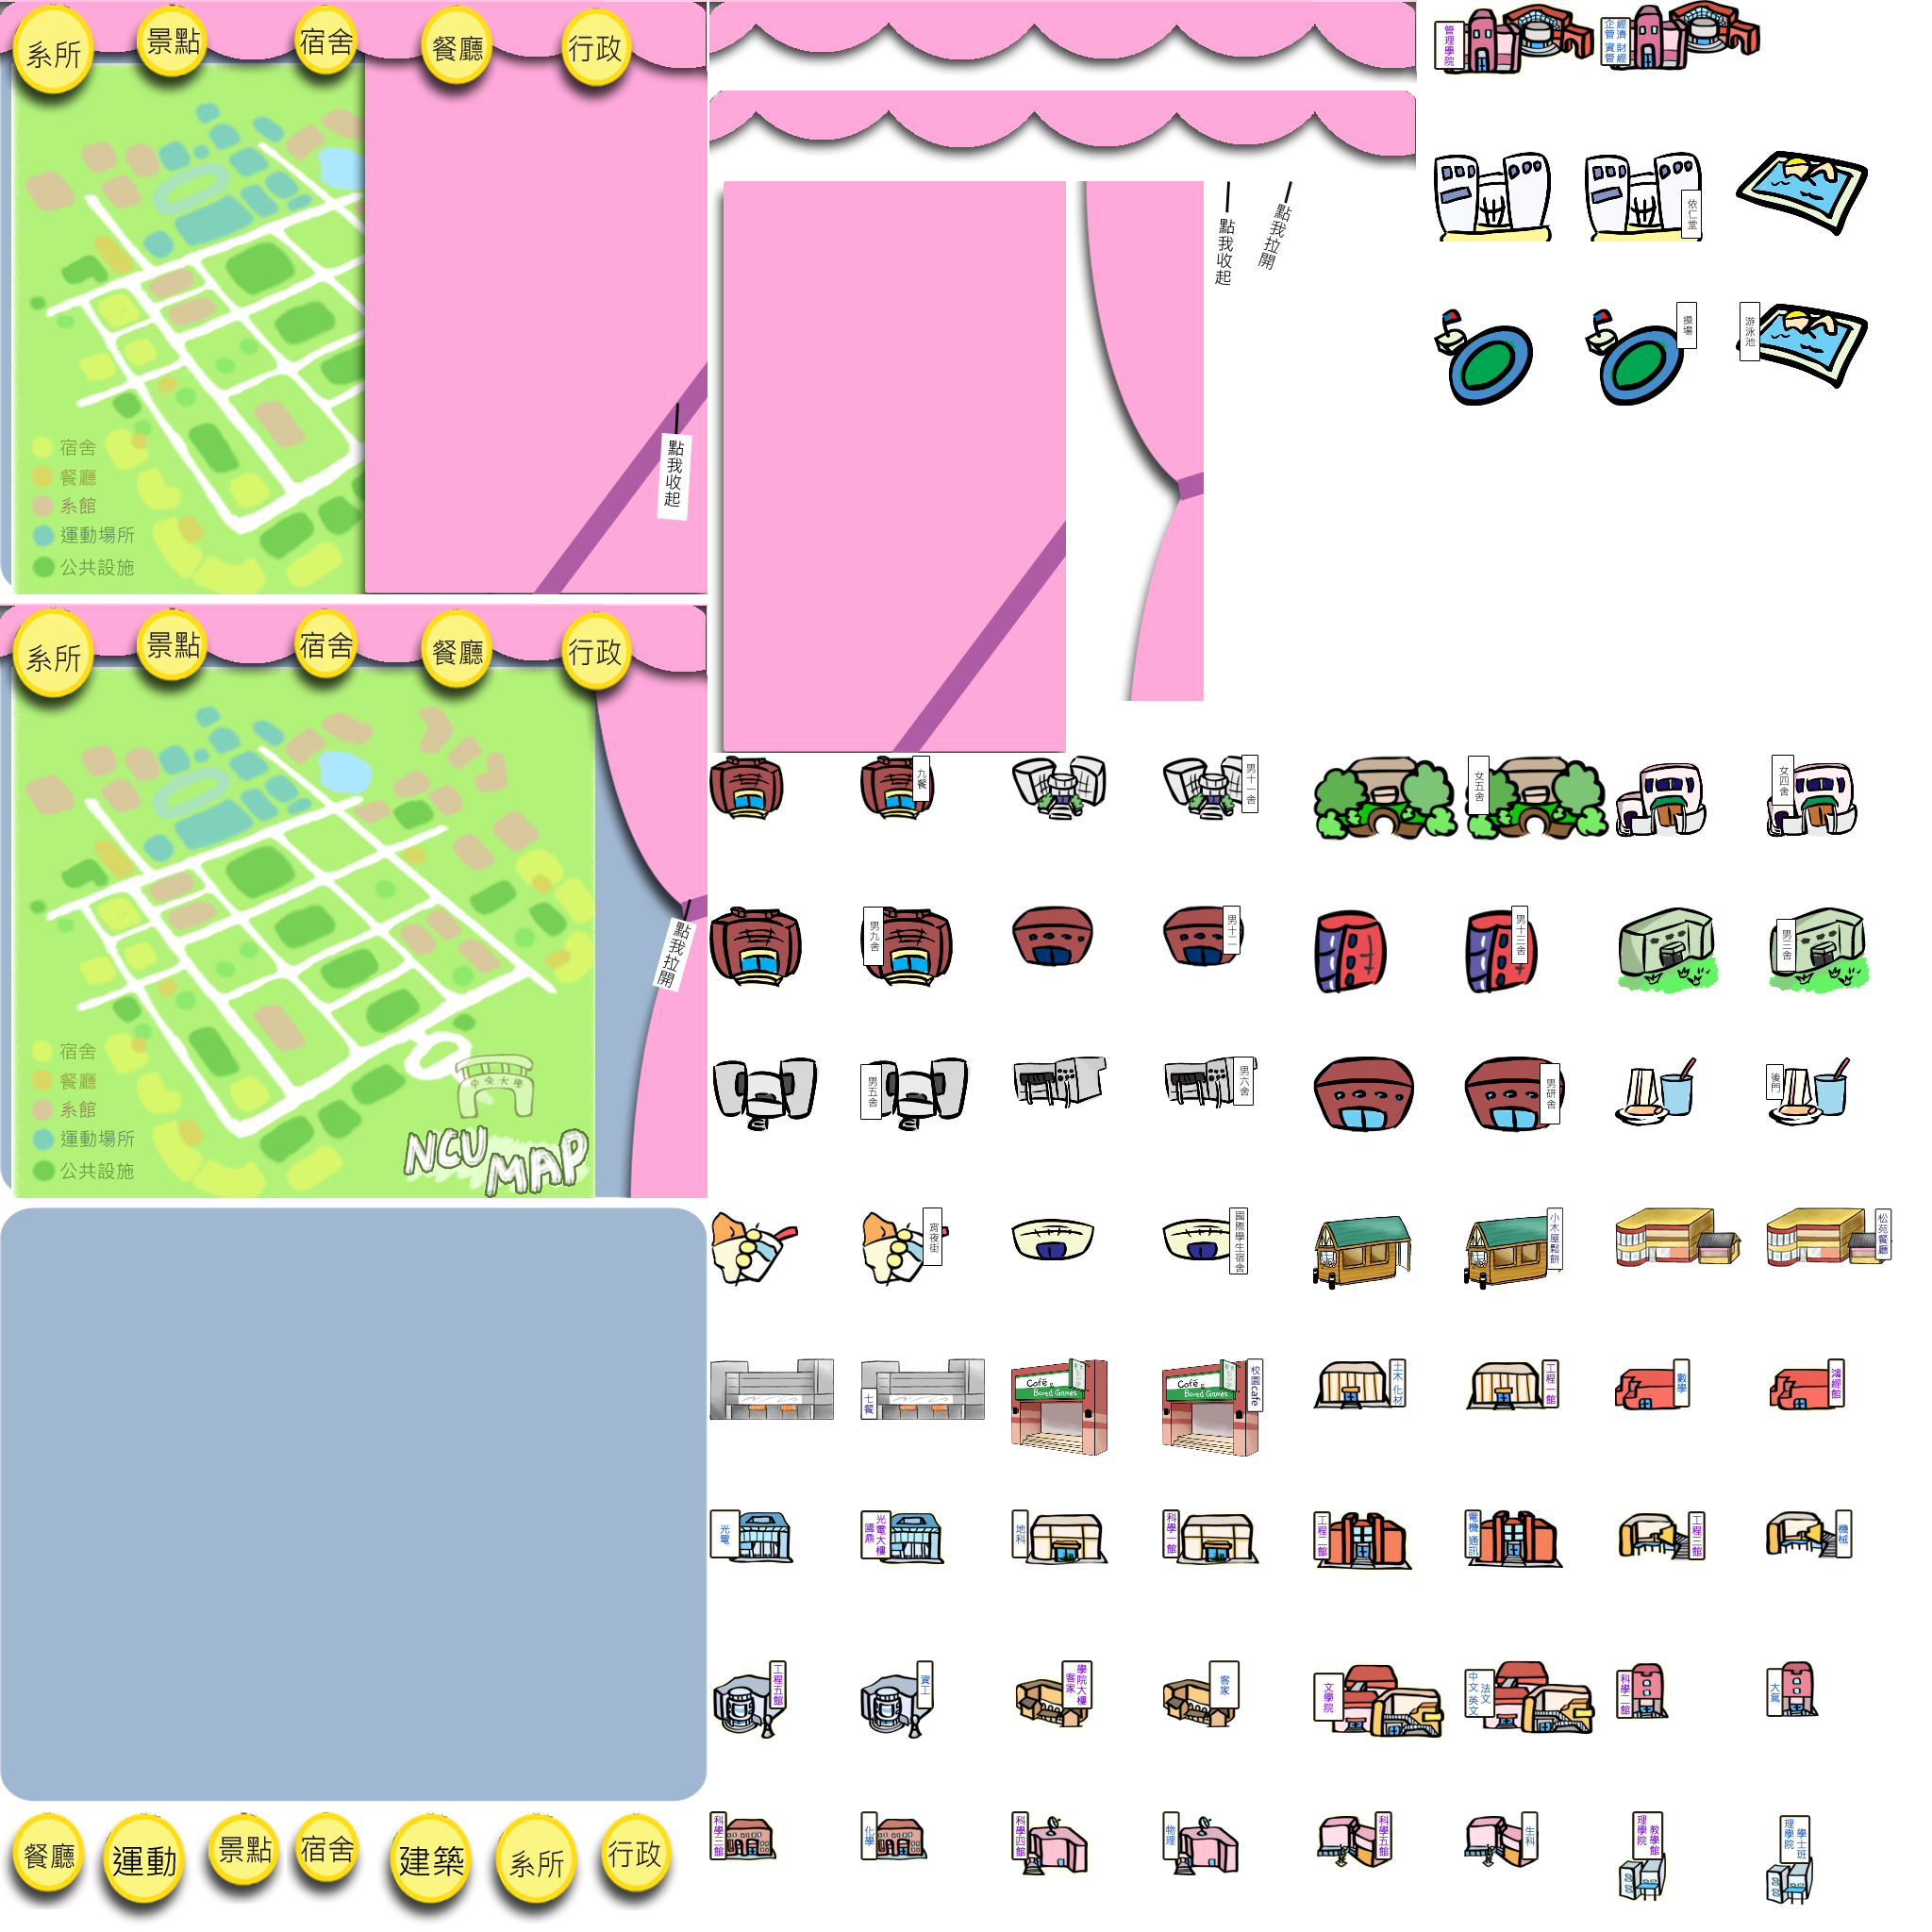 系所
景點
宿舍
餐廳
行政
宿舍
餐廳
系館
運動場所
公共設施
點我收起
點我收起
點我拉開
管理學院
企管 資管
經濟 財經
依仁堂
操場
游泳池
系所
景點
宿舍
餐廳
行政
宿舍
餐廳
系館
運動場所
公共設施
點我拉開
中央大學
NCU
MAP
九餐
男十一舍
女五舍
女四舍
男九舍
男十二
男十三舍
男三舍
男五舍
男六舍
男研舍
後門
宵夜街
國際學生宿舍
小木屋鬆餅
松苑餐廳
七餐
Café
Bored Games
Café
Bored Games
校園cafe
土木 化材
工程一館
數學
鴻經館
光電
國鼎
光電大樓
地科
科學一館
工程二館
電機 通訊
工程三館
機械
工程五館
資工
客家
學院大樓
客家
文學院
中文 英文
法文
科學二館
大氣
科學三館
化學
科學四館
物理
科學五館
生科
理學院
教學館
理學院
學士班
餐廳
運動
景點
宿舍
建築
系所
行政